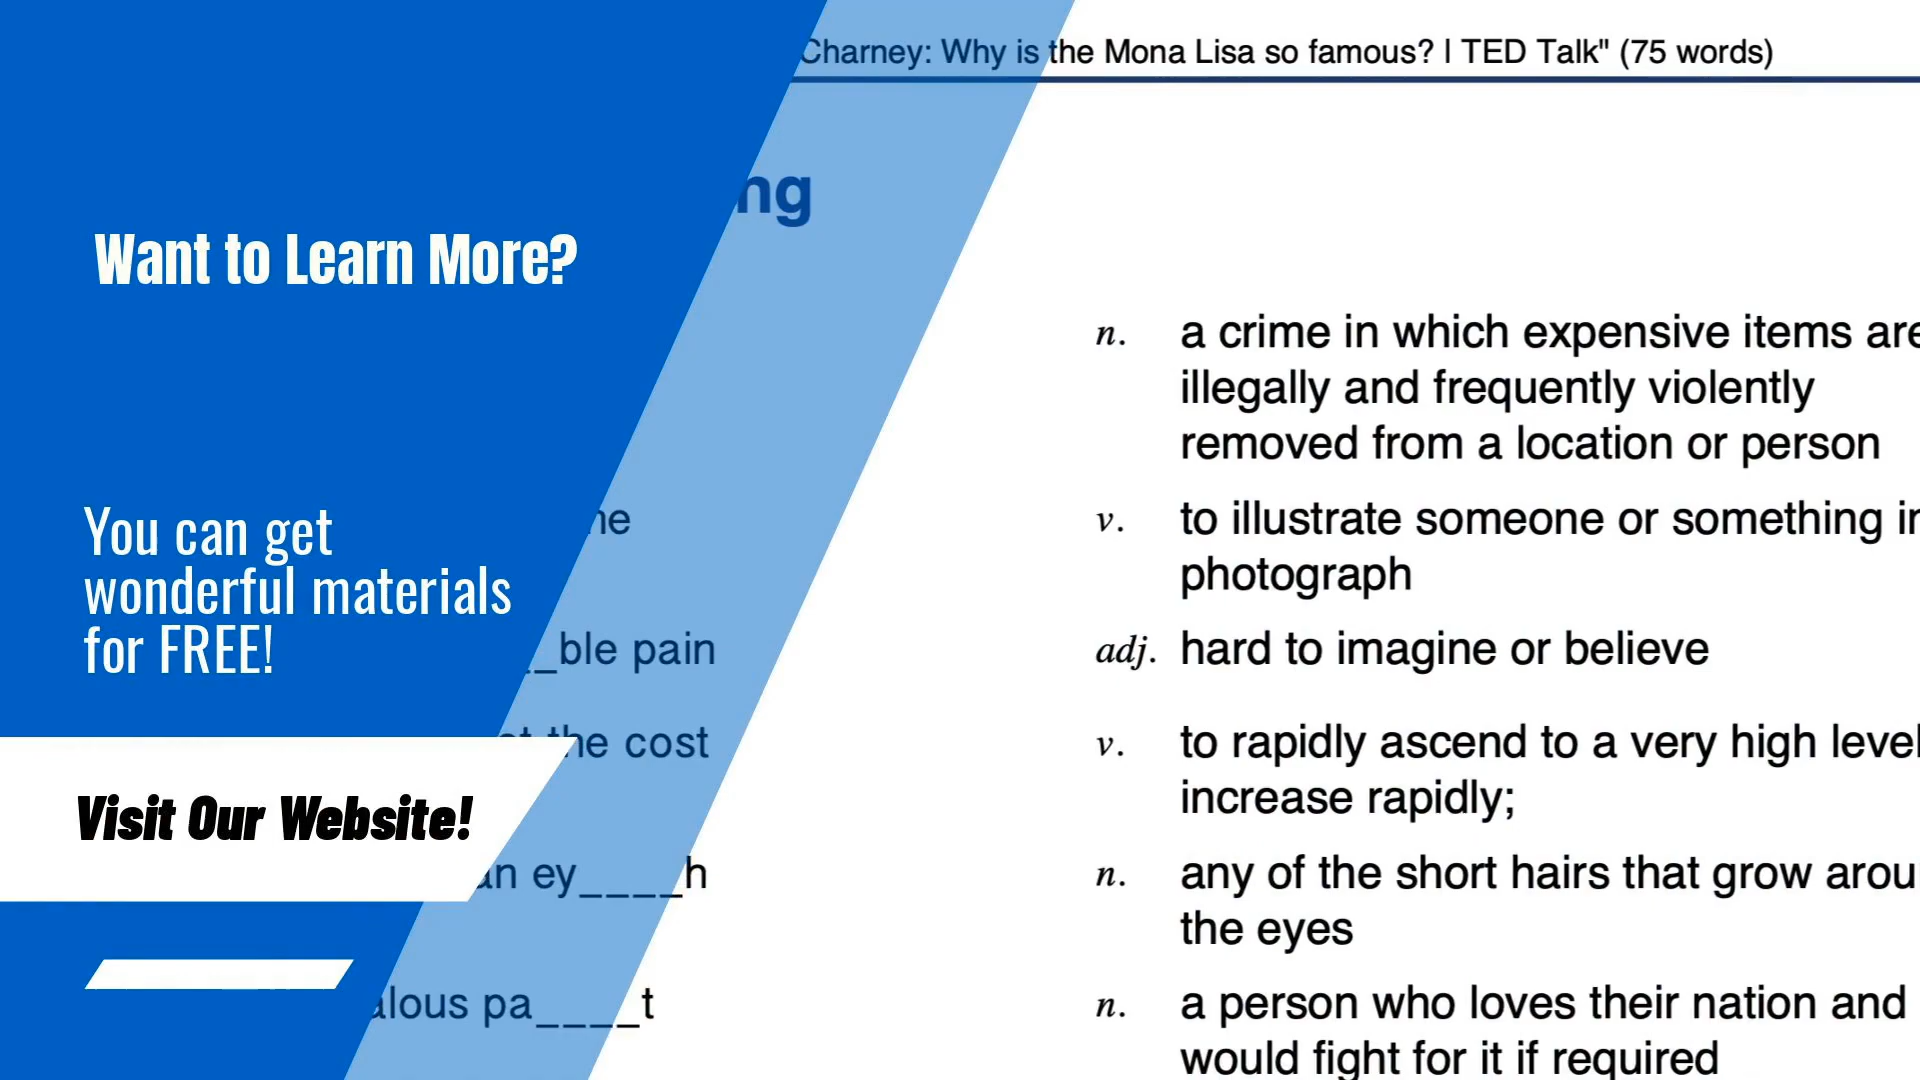 Charney: Why is the Mona Lisa so famous? | TED Talk" (75 words)
ng
Want to Learn More?
n. a crime in which expensive items are
illegally and frequently violently
removed from a location or person
You can get
wonderful materials
for FREE!
v. to illustrate someone or something in
photograph
__ble pain
adj. hard to imagine or believe
the cost
v. to rapidly ascend to a very high level
increase rapidly;
Visit Our Website!
an ey____h
n. any of the short hairs that grow arou
the eyes
alous pa____t
n. a person who loves their nation and
would fight for it if required